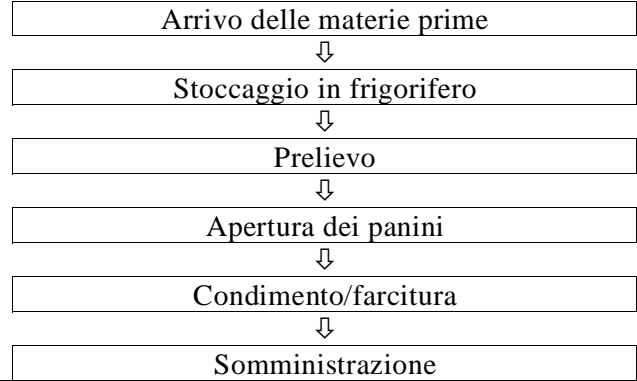 Arrivo delle materie prime
⇩
Stoccaggio in frigorifero
⇩
Prelievo
⇩
Apertura dei panini
⇩
Condimento/farcitura
⇩
Somministrazione